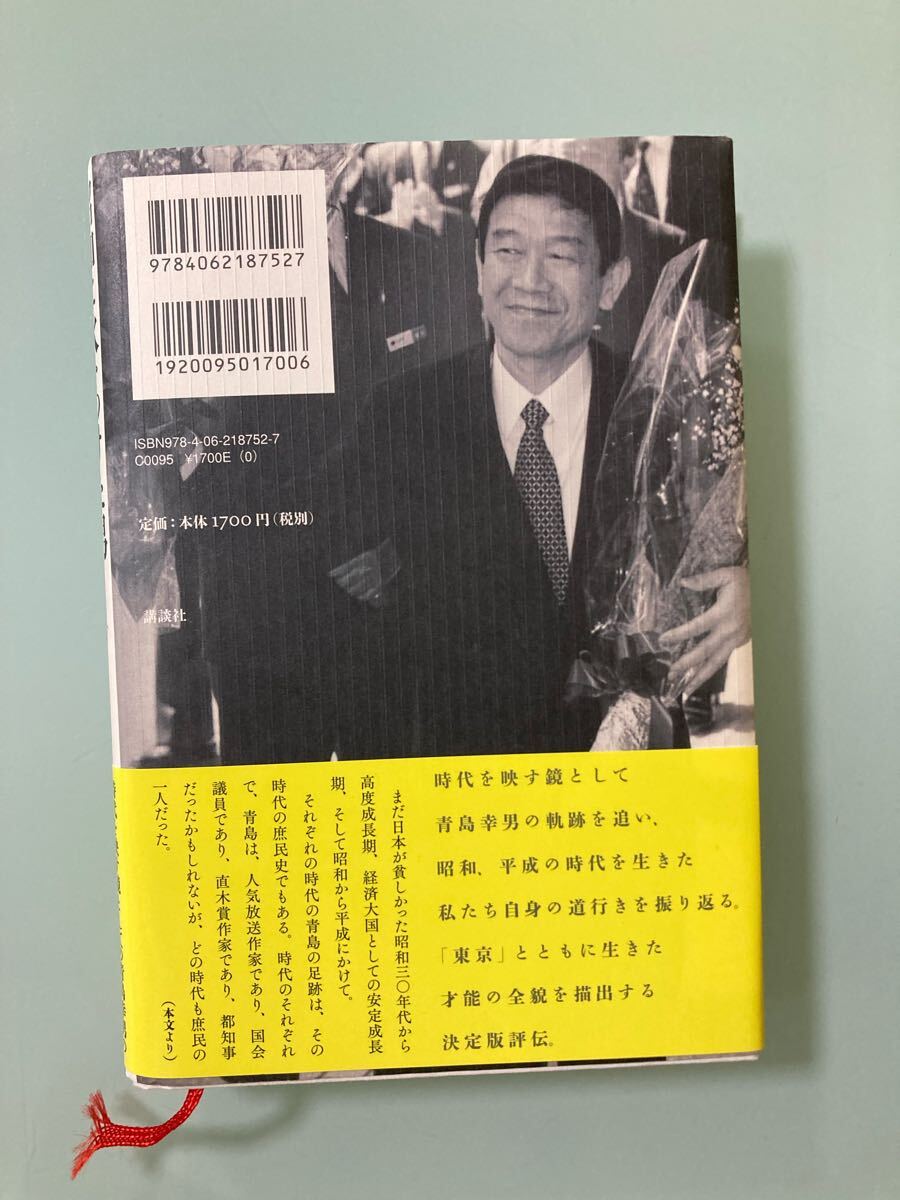 9784062187527
1920095017006
ISBN978-4-06-218752-7
C0095 ¥1700E (0)
定価:本体1700円(税別)
講談社
時代を映す鏡として
青島幸男の軌跡を追い、
昭和、平成の時代を生きた
私たち自身の道行きを振り返る。
「東京」とともに生きた
才能の全貌を描出する
決定版評伝。
まだ日本が貧しかった昭和三〇年代から
高度成長期、経済大国としての安定成長
期、そして昭和から平成にかけて。
それぞれの時代の青島の足跡は、その
時代の庶民史でもある。時代のそれぞれ
で、青島は、人気放送作家であり、国会
議員であり、直木賞作家であり、都知事
だったかもしれないが、どの時代も庶民の
一人だった。
(本文より)